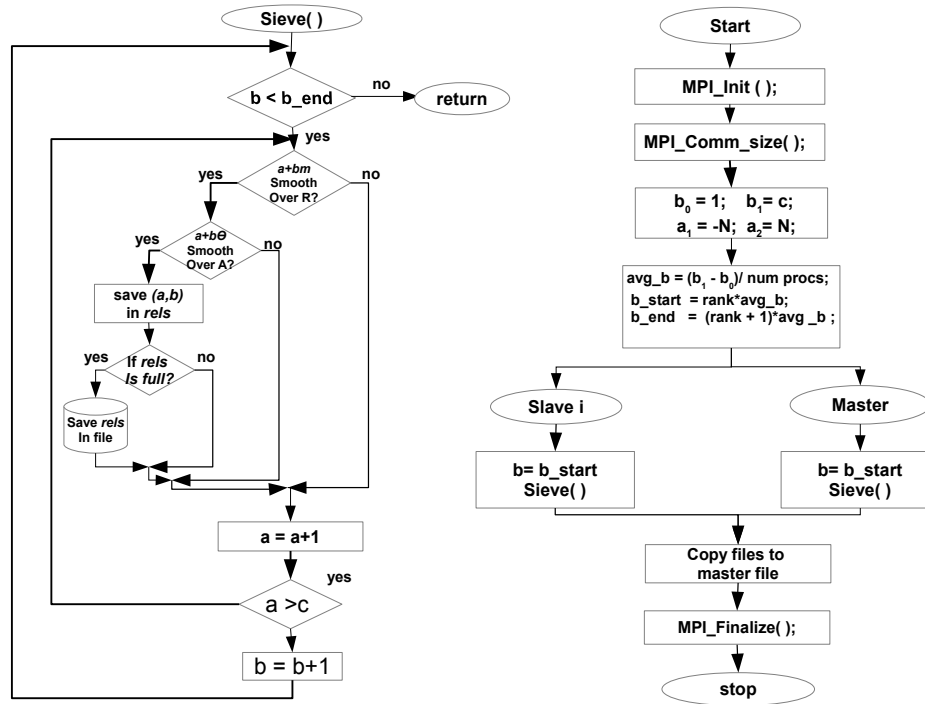 Sieve( )
b < b_end
no
return
yes
a+bm
Smooth
Over R?
yes
no
a+bƟ
Smooth
Over A?
yes
no
save (a,b)
in rels
If rels
Is full?
yes
no
Save rels
In file
a = a+1
yes
a >c
b = b+1
Start
MPI_Init ( );
MPI_Comm_size( );
b0 = 1; b1= c;
a1 = -N; a2= N;
avg_b = (b1 - b0)/ num procs;
b_start = rank*avg_b;
b_end = (rank + 1)*avg _b ;
Slave i
Master
b= b_start
Sieve( )
b= b_start
Sieve( )
Copy files to
master file
MPI_Finalize( );
stop